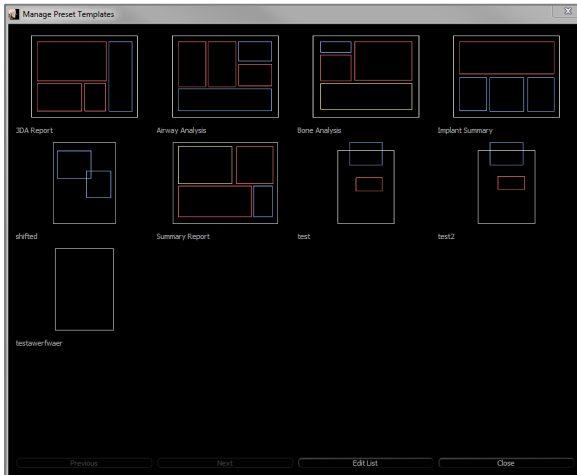 Manage Preset Templates
3DA Report
Airway Analysis
Bone Analysis
Implant Summary
shifted
Summary Report
test
test2
testawerfwaer
Previous
Next
Edit List
Close